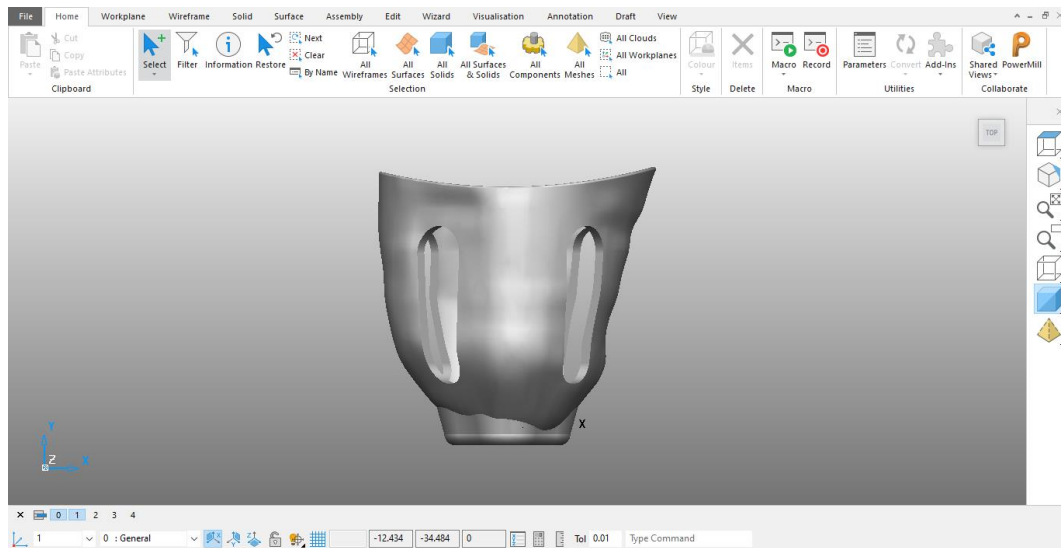 File Home Workplane Wireframe Solid Surface Assembly Edit Wizard Visualisation Annotation Draft View
Paste
Cut
Copy
Paste Attributes
Clipboard
Select
Filter
Information
Restore
Next
Clear
By Name
All
Wireframes
All
Surfaces
All
Solids
All Surfaces
& Solids
All
Components
All
Meshes
All Clouds
All Workplanes
All
Selection
Colour
Style
Items
Delete
Macro
Record
Macro
Parameters
Convert
Add-Ins
Utilities
Shared
Views
PowerMill
Collaborate
TOP
X
Y
Z
X
0 1 2 3 4
1 0 : General -12.434 -34.484 0 Tol 0.01 Type Command